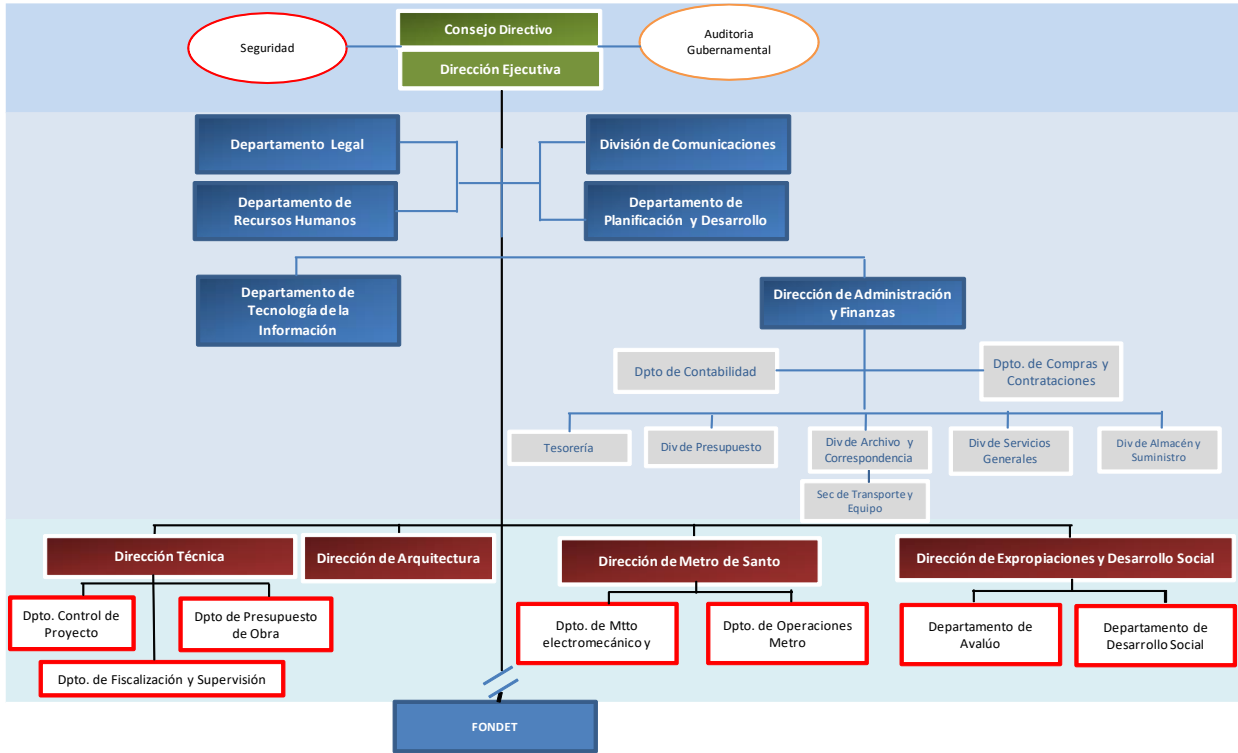 Seguridad
Consejo Directivo
Auditoria
Gubernamental
Dirección Ejecutiva
Departamento Legal
División de Comunicaciones
Departamento de
Recursos Humanos
Departamento de
Planificación y Desarrollo
Departamento de
Tecnología de la
Información
Dirección de Administración
y Finanzas
Dpto de Contabilidad
Dpto. de Compras y
Contrataciones
Tesorería
Div de Presupuesto
Div de Archivo y
Correspondencia
Div de Servicios
Generales
Div de Almacén y
Suministro
Sec de Transporte y
Equipo
Dirección Técnica
Dirección de Arquitectura
Dirección de Metro de Santo
Dirección de Expropiaciones y Desarrollo Social
Dpto. Control de
Proyecto
Dpto de Presupuesto
de Obra
Dpto. de Fiscalización y Supervisión
Dpto. de Mtto
electromecánico y
Dpto. de Operaciones
Metro
Departamento de
Avalúo
Departamento de
Desarrollo Social
FONDET